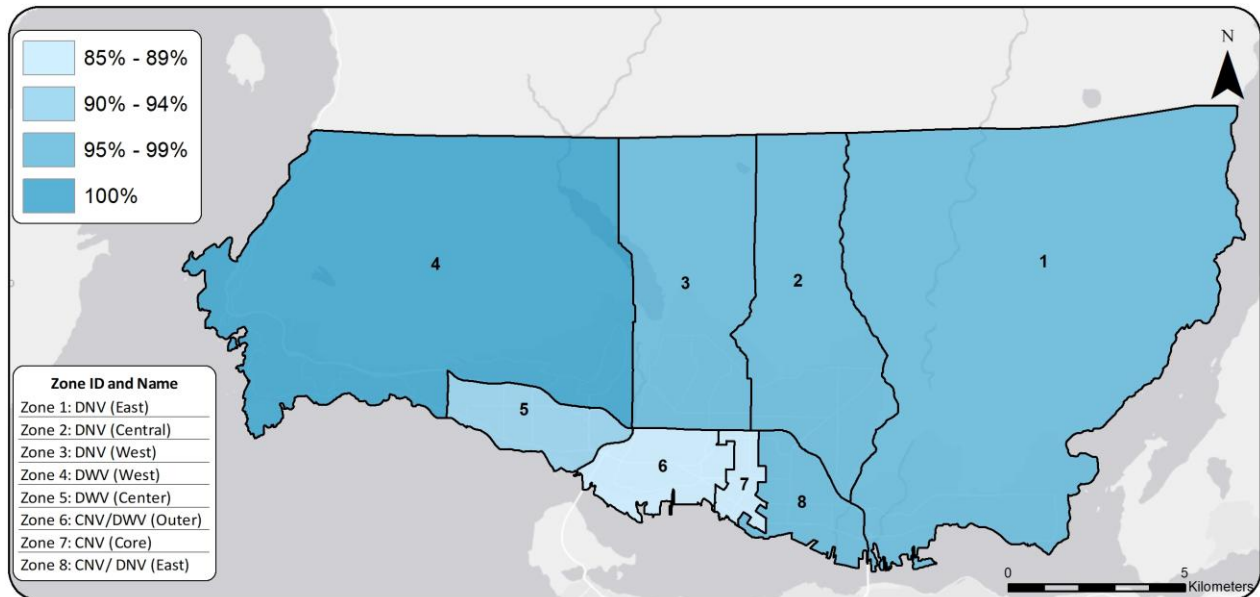 85% - 89%
90% - 94%
95% - 99%
100%
N
4
3
2
1
5
6
7
8
Zone ID and Name
Zone 1: DNV (East)
Zone 2: DNV (Central)
Zone 3: DNV (West)
Zone 4: DWV (West)
Zone 5: DWV (Center)
Zone 6: CNV/DWV (Outer)
Zone 7: CNV (Core)
Zone 8: CNV/ DNV (East)
0 5
Kilometers